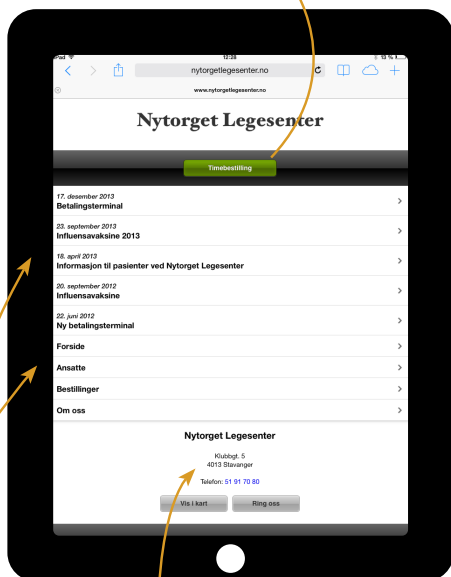 iPad
12:28
13 %
nytorgetlegesenter.no
www.nytorgetlegesenter.no
Nytorget Legesenter
Timebestilling
17. desember 2013
Betalingsterminal
23. september 2013
Influensavaksine 2013
18. april 2013
Informasjon til pasienter ved Nytorget Legesenter
20. september 2012
Influensavaksine
22. juni 2012
Ny betalingsterminal
Forside
Ansatte
Bestillinger
Om oss
Nytorget Legesenter
Klubbgt. 5
4013 Stavanger
Telefon: 51 91 70 80
Vis i kart
Ring oss